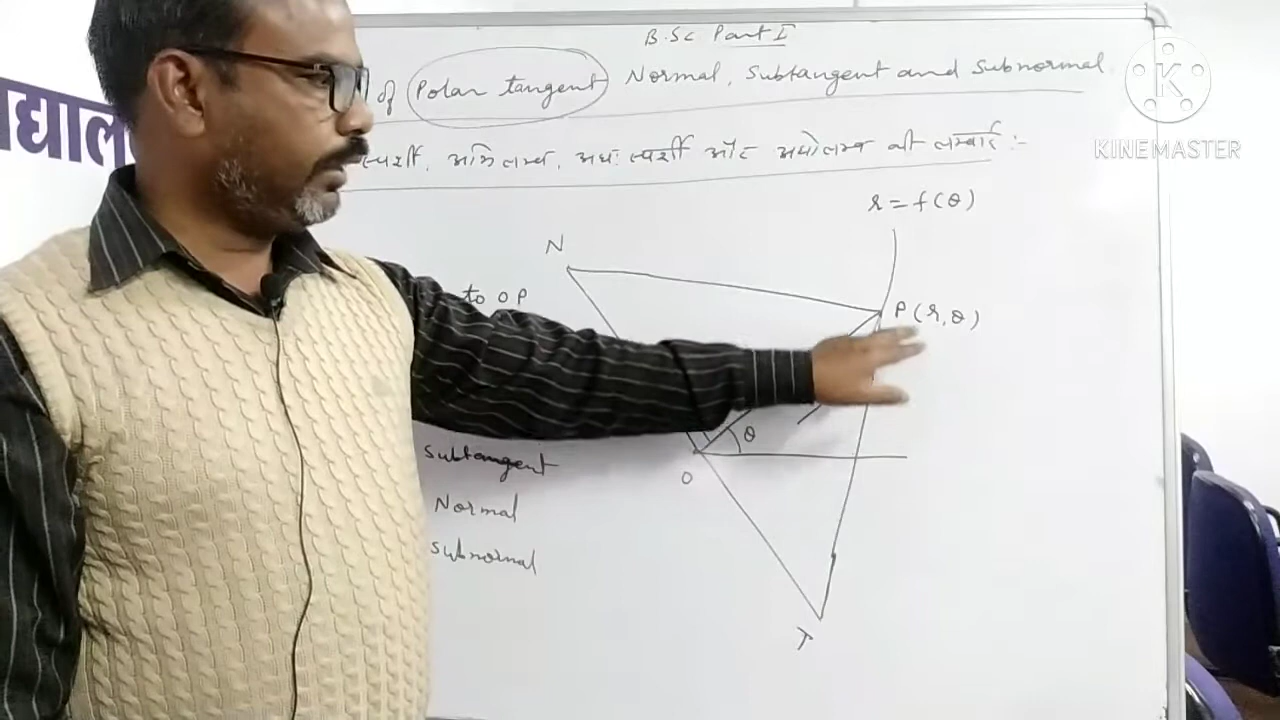 B.Sc Part I
of Polar tangent Normal, Subtangent and Subnormal
स्पर्शी, अभिलम्ब, अधः स्पर्शी और अधोलम्ब की लम्बाई :-
द्याल
KINEMASTER
r = f(θ)
N
to OP
P(r, θ)
θ
O
subtangent
Normal
subnormal
T